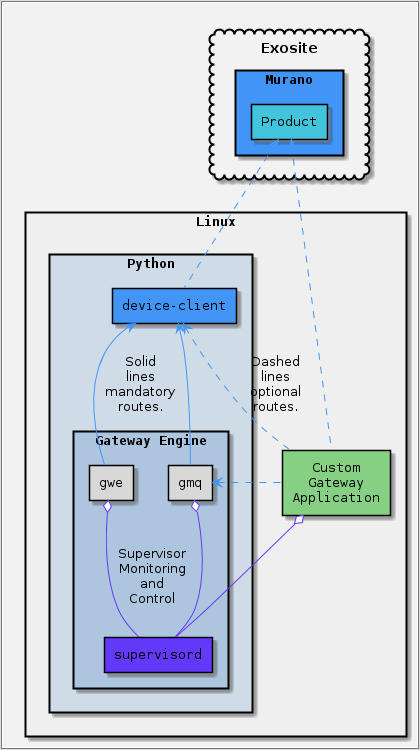 Exosite
Murano
Product
Linux
Python
device-client
Solid
lines
mandatory
routes.
Dashed
lines
optional
routes.
Gateway Engine
gwe
gmq
Custom
Gateway
Application
Supervisor
Monitoring
and
Control
supervisord